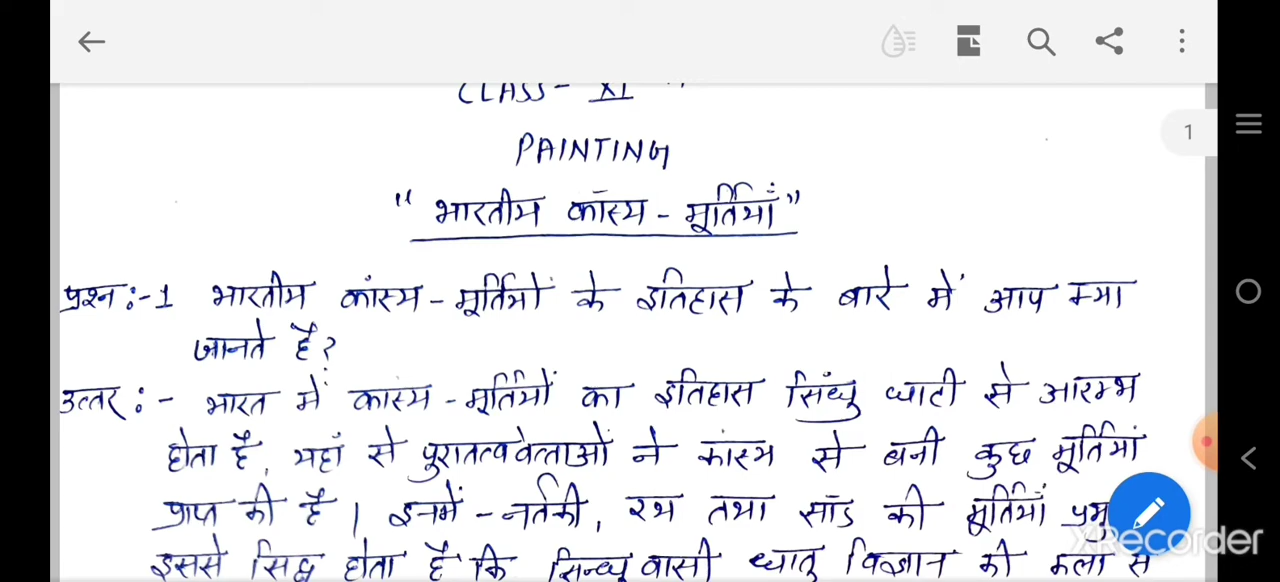 CLASS- XI "
1
PAINTING
" भारतीय काँस्य - मूर्तियाँ "
प्रश्न:-1 भारतीय कांस्य - मूर्तियों के इतिहास के बारे में आप क्या
जानते हैं?
उत्तर :- भारत में कांस्य - मूर्तियों का इतिहास सिंधु घाटी से आरम्भ
होता है, यहाँ से पुरातत्ववेत्ताओं ने कांस्य से बनी कुछ मूर्तियां
प्राप्त की हैं। इनमें - नर्तकी, रथ तथा साँड की मूर्तियाँ
इससे सिद्ध होता है कि सिन्धु वासी धातु विज्ञान की कला से
XRecorder